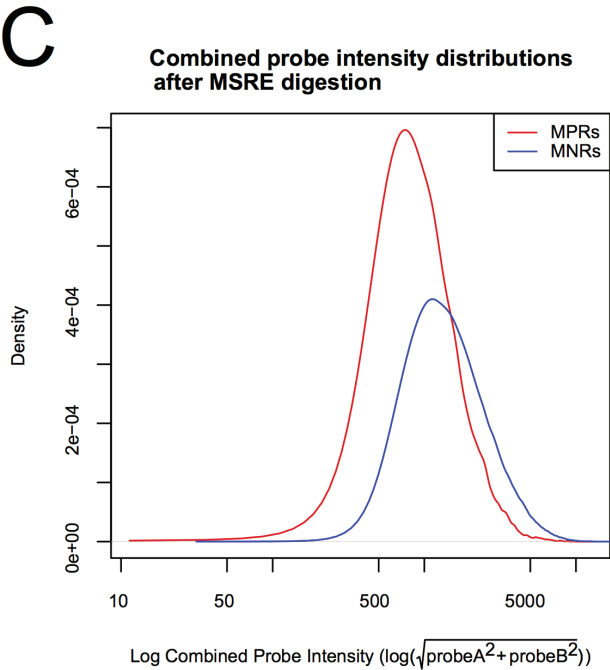 C
Combined probe intensity distributions
after MSRE digestion
MPRs
MNRs
6e−04
4e−04
2e−04
0e+00
Density
10 50 500 5000
Log Combined Probe Intensity (log(√probeA²+probeB²))